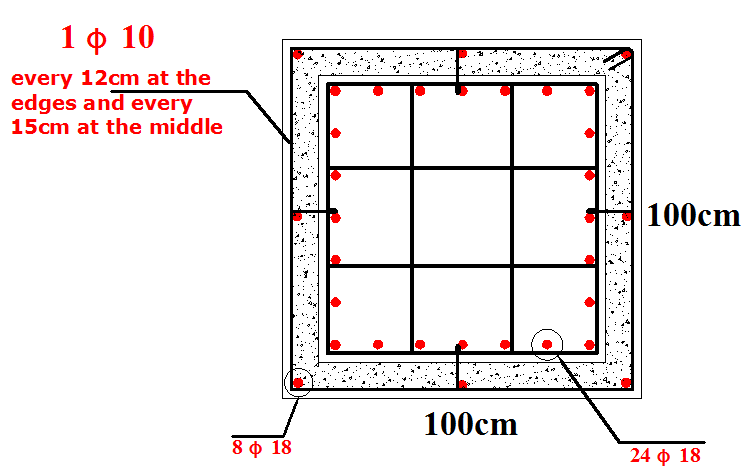 1 ϕ 10
every 12cm at the
edges and every
15cm at the middle
100cm
100cm
8 ϕ 18
24 ϕ 18